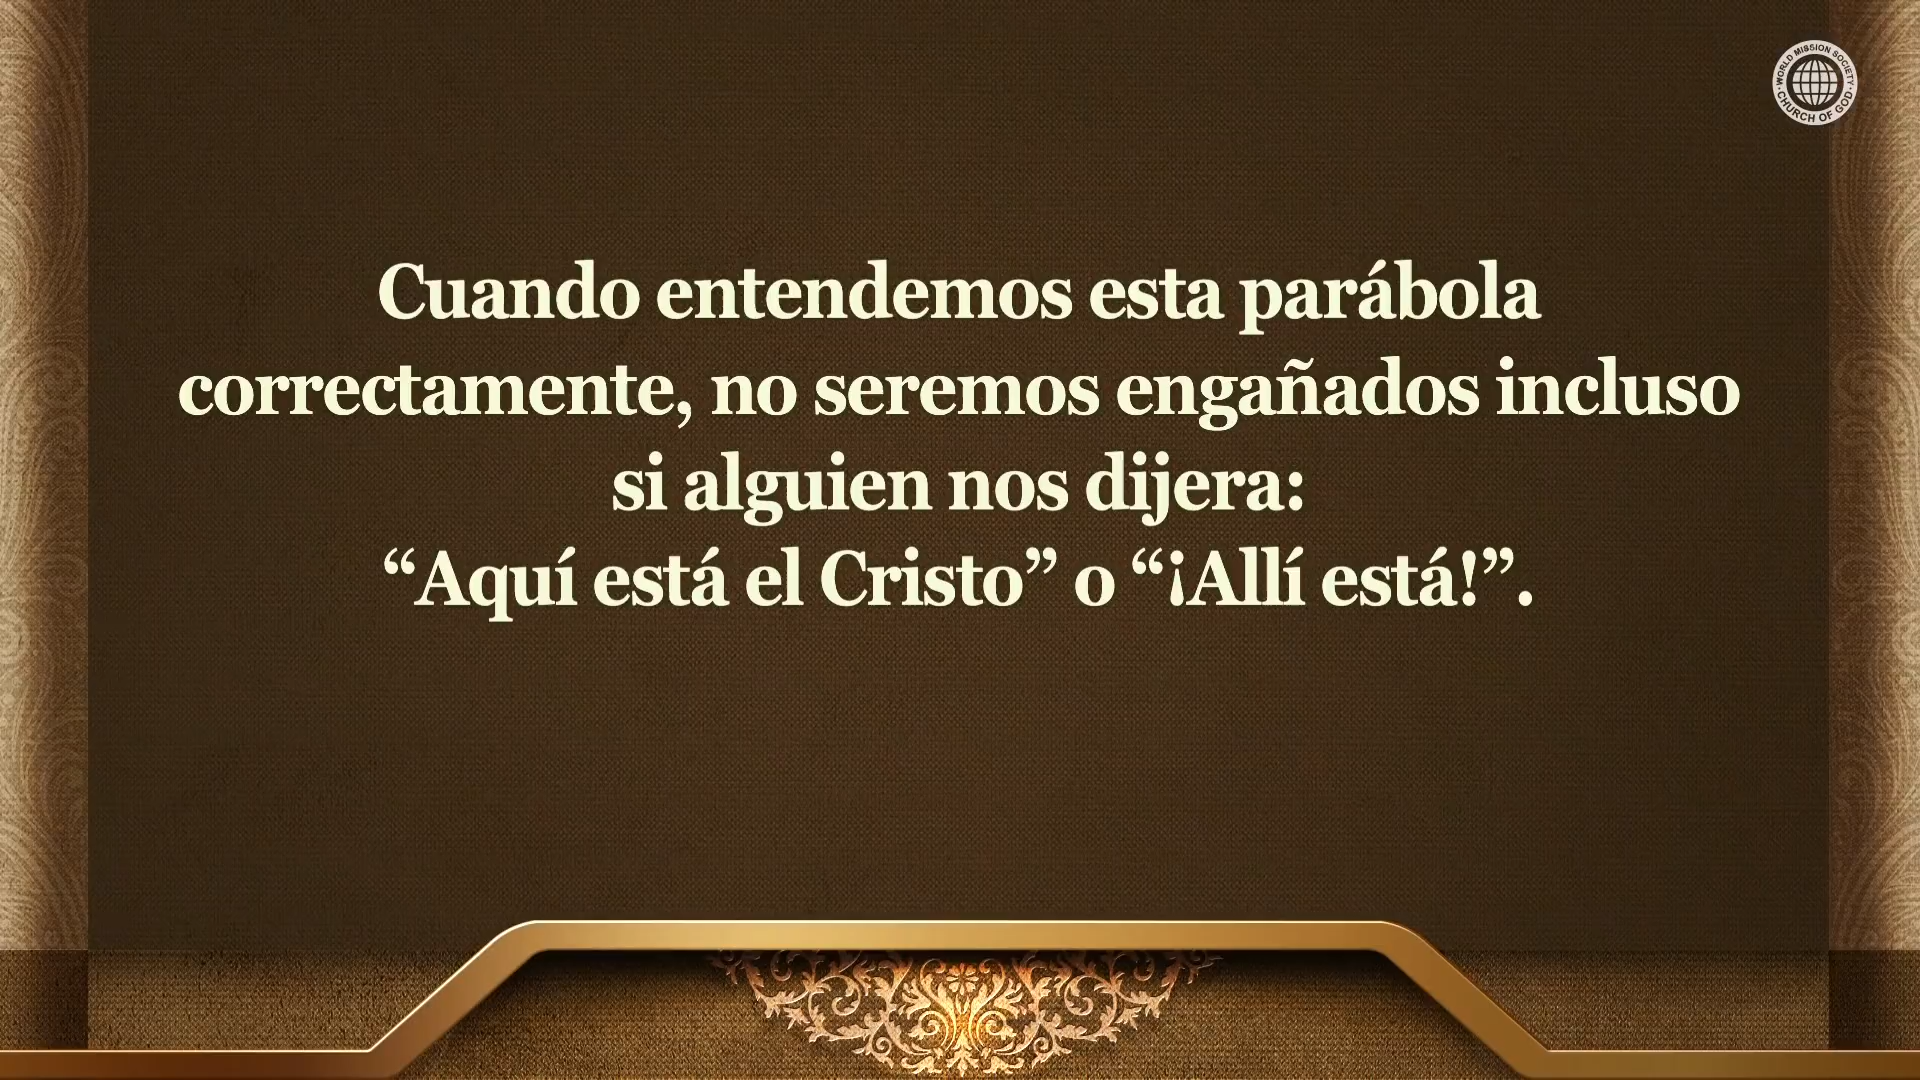 WORLD MISSION SOCIETY
CHURCH OF GOD
Cuando entendemos esta parábola
correctamente, no seremos engañados incluso
si alguien nos dijera:
“Aquí está el Cristo” o “¡Allí está!”.